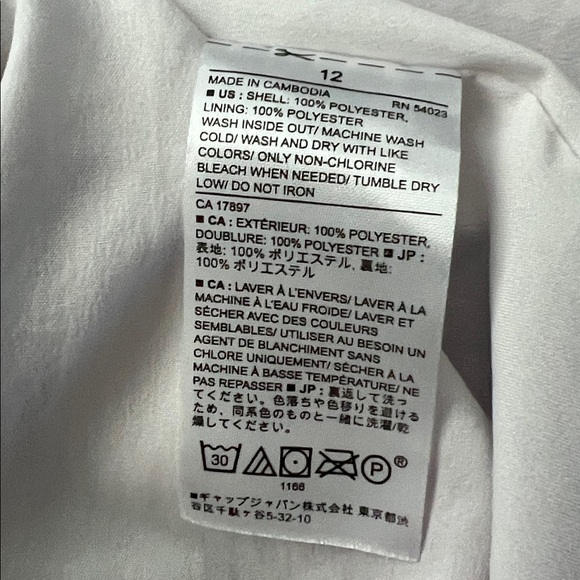 12
MADE IN CAMBODIA RN 54023
■ US : SHELL: 100% POLYESTER,
LINING: 100% POLYESTER
WASH INSIDE OUT/ MACHINE WASH
COLD/ WASH AND DRY WITH LIKE
COLORS/ ONLY NON-CHLORINE
BLEACH WHEN NEEDED/ TUMBLE DRY
LOW/ DO NOT IRON
CA 17897
■ CA : EXTÉRIEUR: 100% POLYESTER,
DOUBLURE: 100% POLYESTER ■ JP :
表地: 100% ポリエステル, 裏地:
100% ポリエステル
■ CA : LAVER À L'ENVERS/ LAVER À LA
MACHINE À L'EAU FROIDE/ LAVER ET
SÉCHER AVEC DES COULEURS
SEMBLABLES/ UTILISER AU BESOIN UN
AGENT DE BLANCHIMENT SANS
CHLORE UNIQUEMENT/ SÉCHER À LA
MACHINE À BASSE TEMPÉRATURE/ NE
PAS REPASSER ■ JP : 裏返して洗っ
てください。色落ちや色移りを避ける
ため、同系色のものと一緒に洗濯/乾
燥してください。
30 P ®
1166
■ギャップジャパン株式会社 東京都渋
谷区千駄ヶ谷5-32-10